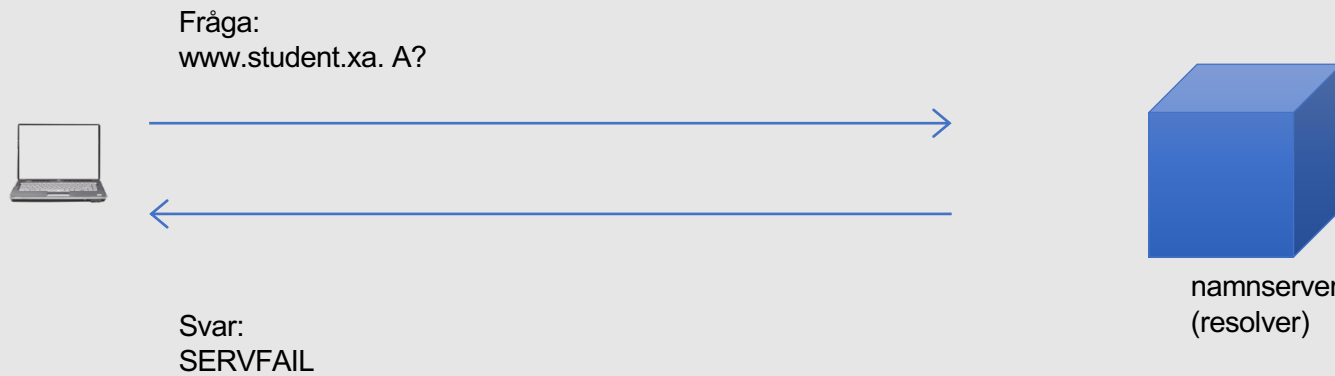 Fråga:
www.student.xa. A?
namnserver
(resolver)
Svar:
SERVFAIL